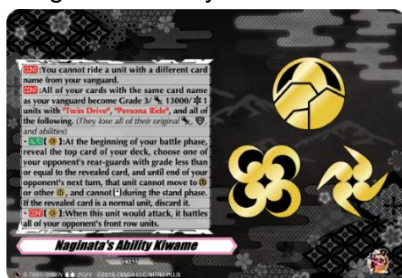 CONT:You cannot ride a unit with a different card
name from your vanguard.
CONT:All of your cards with the same card name
as your vanguard become Grade 3/ 13000/ 1
units with "Twin Drive", "Persona Ride", and all of
the following. (They lose all of their original , ,
and abilities)
• AUTO【 】:At the beginning of your battle phase,
reveal the top card of your deck, choose one of
your opponent's rear-guards with grade less than
or equal to the revealed card, and until end of your
opponent's next turn, that unit cannot move to
or other , and cannot during the stand phase.
If the revealed card is a normal unit, discard it.
• CONT【 】:When this unit would attack, it battles
all of your opponent's front row units.
Naginata's Ability Kiwame